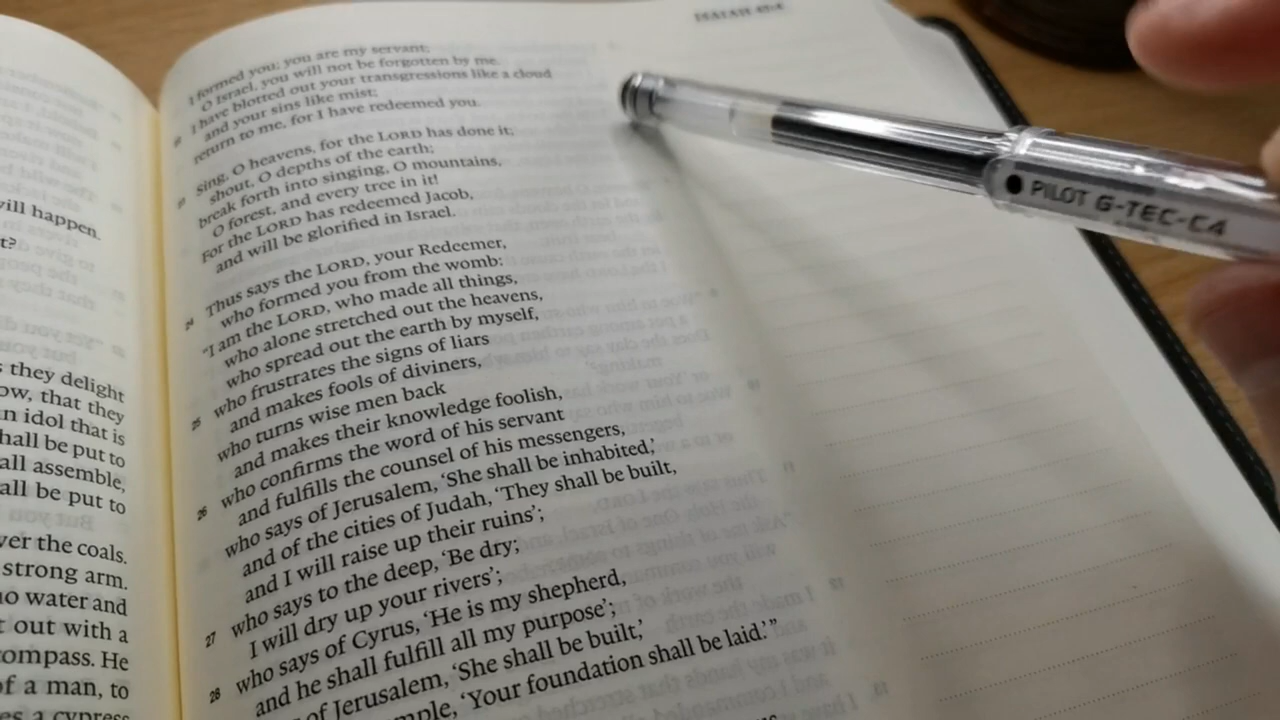 ISAIAH 45:4
will happen.
t?
s they delight
ow, that they
n idol that is
hall be put to
all assemble,
all be put to
ver the coals.
strong arm.
no water and
t out with a
compass. He
of a man, to
es a cypress
I formed you; you are my servant;
O Israel, you will not be forgotten by me.
22 I have blotted out your transgressions like a cloud
and your sins like mist;
return to me, for I have redeemed you.
23 Sing, O heavens, for the LORD has done it;
shout, O depths of the earth;
break forth into singing, O mountains,
O forest, and every tree in it!
For the LORD has redeemed Jacob,
and will be glorified in Israel.
24 Thus says the LORD, your Redeemer,
who formed you from the womb:
“I am the LORD, who made all things,
who alone stretched out the heavens,
who spread out the earth by myself,
25 who frustrates the signs of liars
and makes fools of diviners,
who turns wise men back
and makes their knowledge foolish,
26 who confirms the word of his servant
and fulfills the counsel of his messengers,
who says of Jerusalem, ‘She shall be inhabited,’
and of the cities of Judah, ‘They shall be built,
and I will raise up their ruins’;
27 who says to the deep, ‘Be dry;
I will dry up your rivers’;
28 who says of Cyrus, ‘He is my shepherd,
and he shall fulfill all my purpose’;
of Jerusalem, ‘She shall be built,’
mple, ‘Your foundation shall be laid.’”
PILOT G-TEC-C4